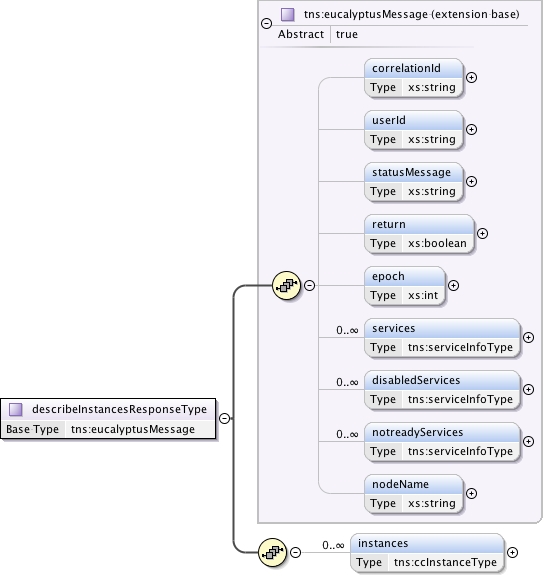 tns:eucalyptusMessage (extension base)
Abstract true
correlationId
Type xs:string
userId
Type xs:string
statusMessage
Type xs:string
return
Type xs:boolean
epoch
Type xs:int
0..∞ services
Type tns:serviceInfoType
0..∞ disabledServices
Type tns:serviceInfoType
0..∞ notreadyServices
Type tns:serviceInfoType
nodeName
Type xs:string
describeInstancesResponseType
Base Type tns:eucalyptusMessage
0..∞ instances
Type tns:ccInstanceType